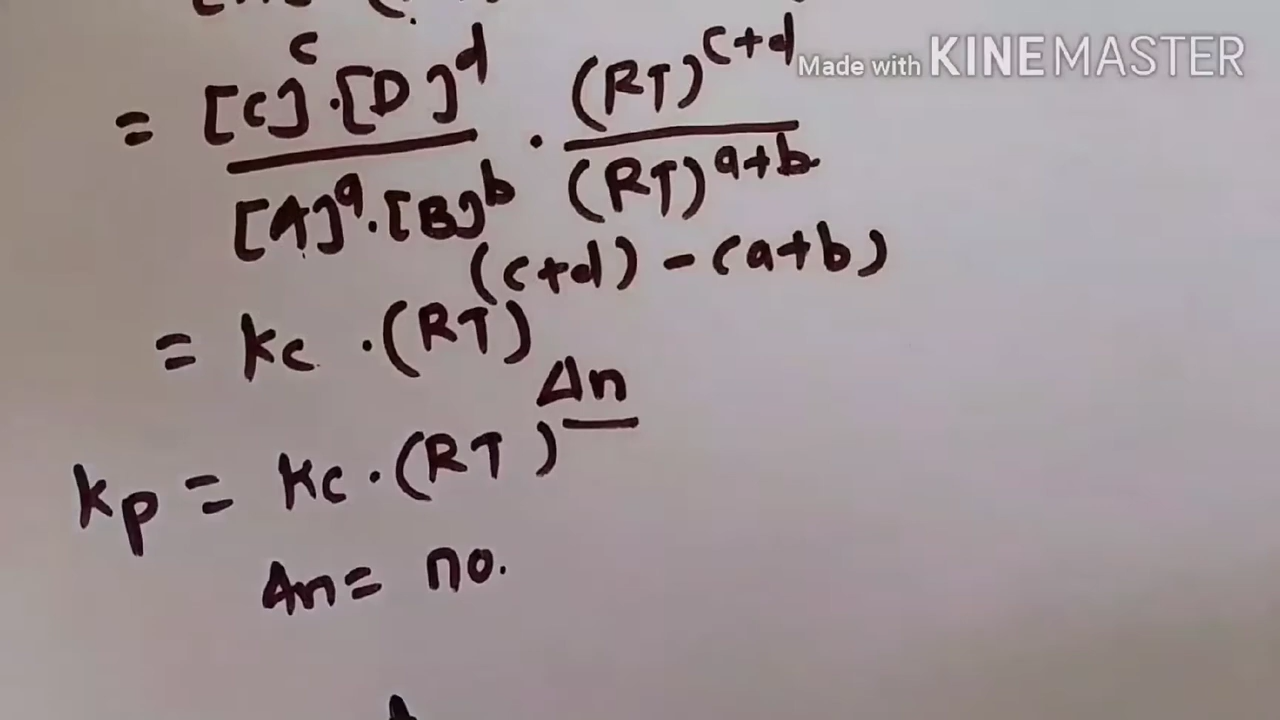 = [C]^c · [D]^d / [A]^a · [B]^b · (RT)^c+d / (RT)^a+b
Made with KINEMASTER
= Kc · (RT)^(c+d) - (a+b)
Kp = Kc · (RT)^Δn
Δn = no.